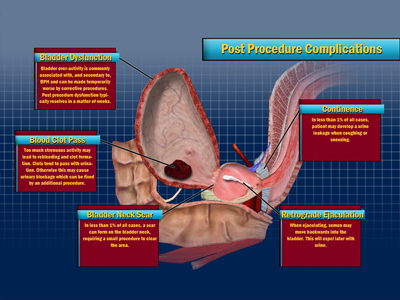 Post Procedure Complications
Bladder Dysfunction
Bladder over-activity is commonly
associated with, and secondary to,
BPH and can be made temporarily
worse by corrective procedures.
Post procedure dysfunction typi-
cally resolves in a matter of weeks.
Continence
In less than 1% of all cases,
patient may develop a urine
leakage when coughing or
sneezing.
Blood Clot Pass
Too much strenuous activity may
lead to rebleeding and clot forma-
tion. Clots tend to pass with urina-
tion. Otherwise this may cause
urinary blockage which can be fixed
by an additional procedure.
Bladder Neck Scar
In less than 1% of all cases, a scar
can form on the bladder neck,
requiring a small procedure to clear
the area.
Retrograde Ejaculation
When ejaculating, semen may
move backwards into the
bladder. This will expel later with
urine.